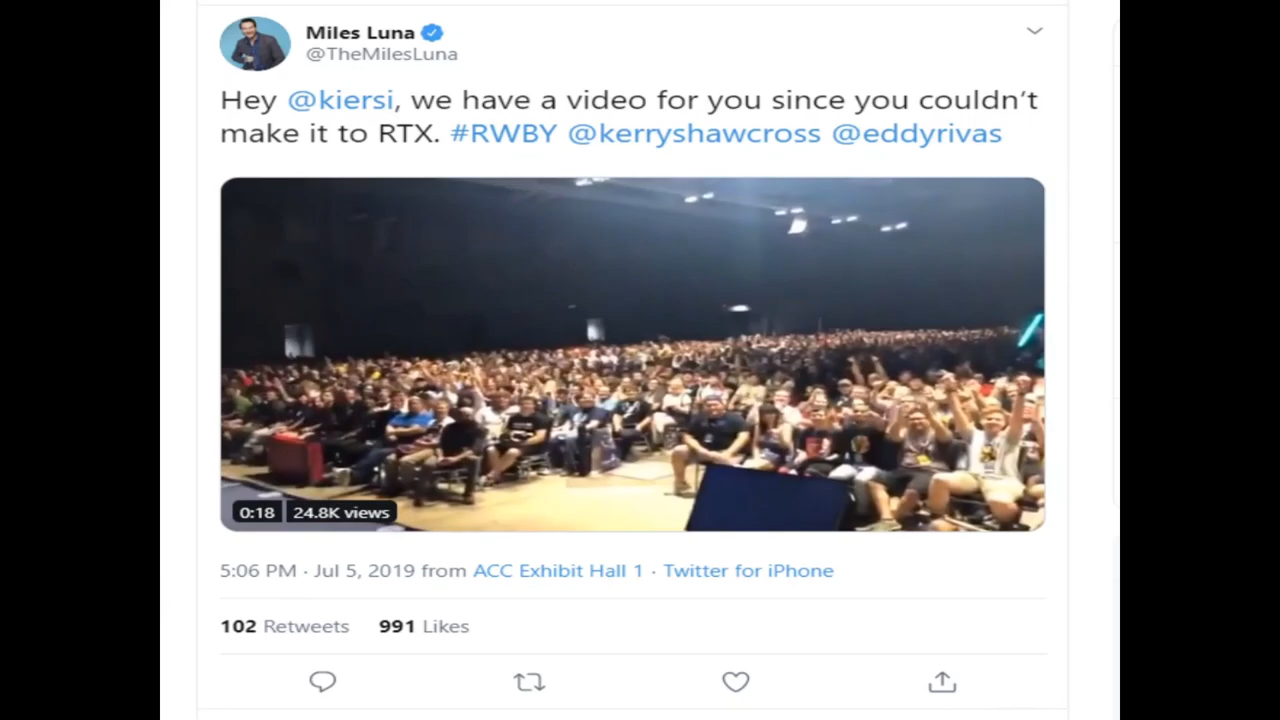 Miles Luna
@TheMilesLuna
Hey @kiersi, we have a video for you since you couldn't
make it to RTX. #RWBY @kerryshawcross @eddyrivas
0:18 24.8K views
5:06 PM · Jul 5, 2019 from ACC Exhibit Hall 1 · Twitter for iPhone
102 Retweets 991 Likes